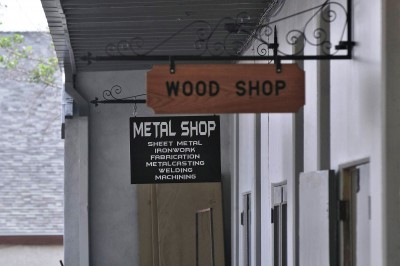 WOOD SHOP
METAL SHOP
SHEET METAL
IRONWORK
FABRICATION
METALCASTING
WELDING
MACHINING